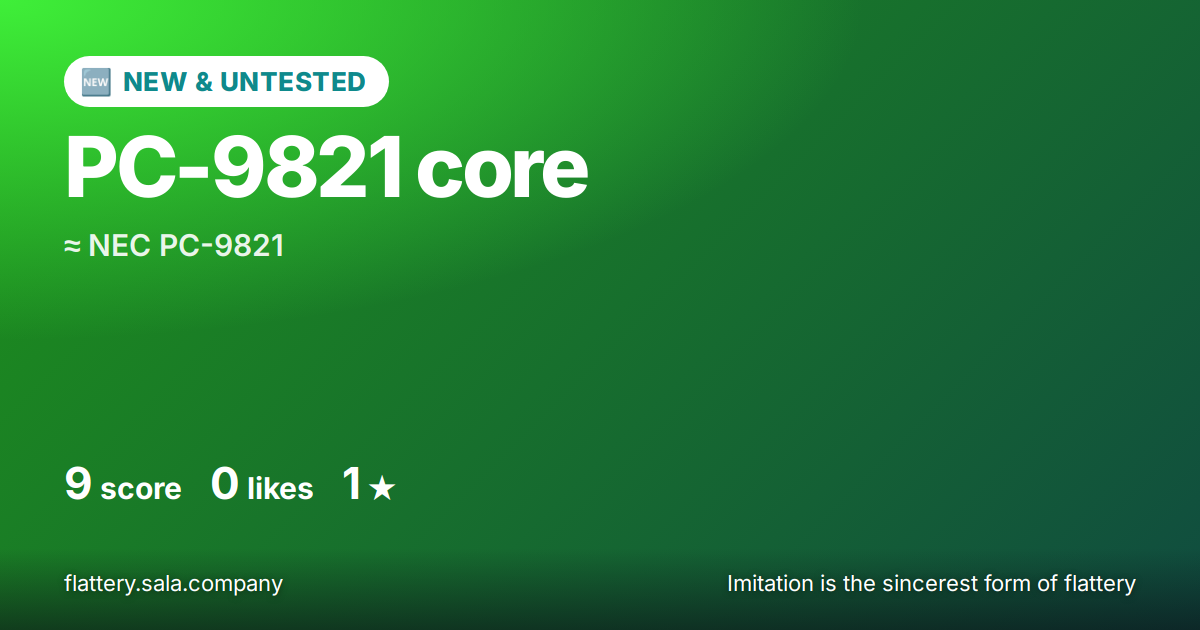 🆕 NEW & UNTESTED
PC-9821 core
≈ NEC PC-9821
9 score 0 likes 1 ★
flattery.sala.company
Imitation is the sincerest form of flattery